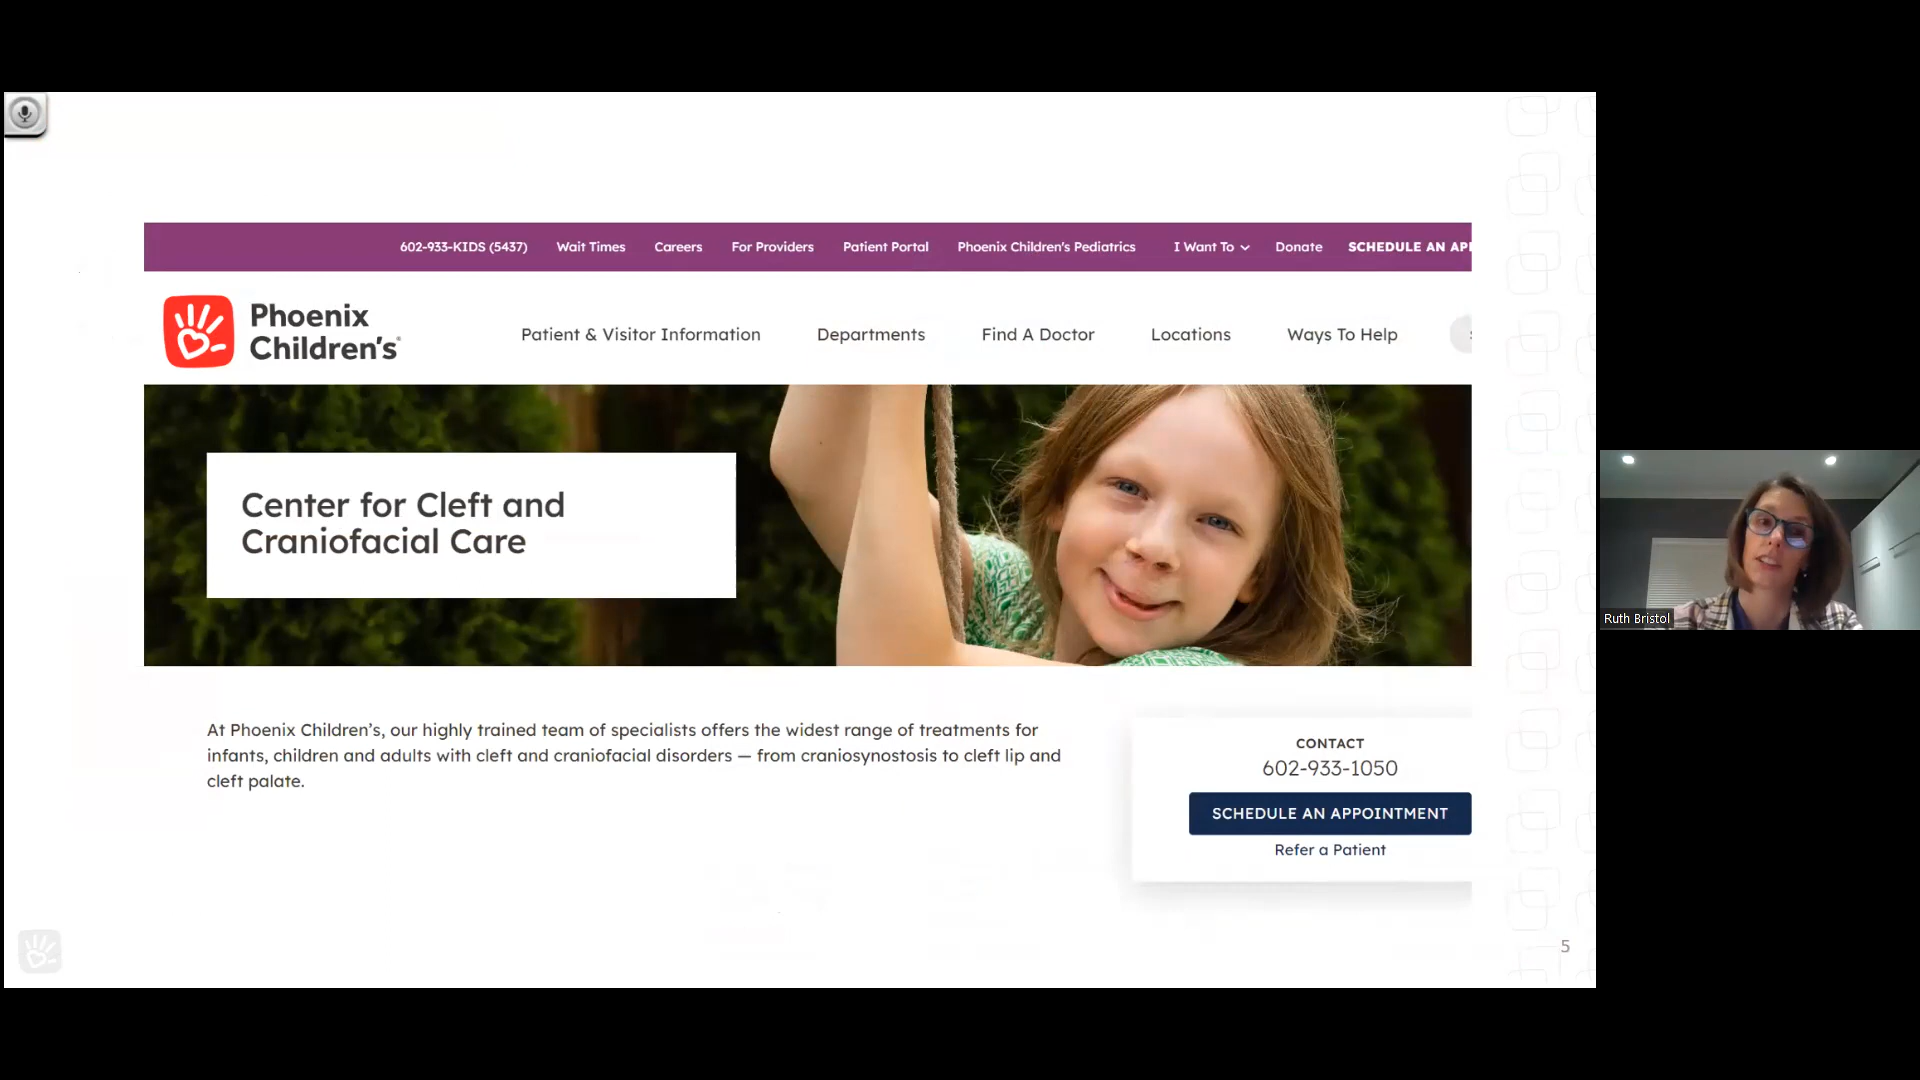 602-933-KIDS (5437) Wait Times Careers For Providers Patient Portal Phoenix Children's Pediatrics I Want To Donate SCHEDULE AN
Phoenix
Children's®
Patient & Visitor Information Departments Find A Doctor Locations Ways To Help
Center for Cleft and
Craniofacial Care
At Phoenix Children's, our highly trained team of specialists offers the widest range of treatments for
infants, children and adults with cleft and craniofacial disorders — from craniosynostosis to cleft lip and
cleft palate.
CONTACT
602-933-1050
SCHEDULE AN APPOINTMENT
Refer a Patient
5
Ruth Bristol